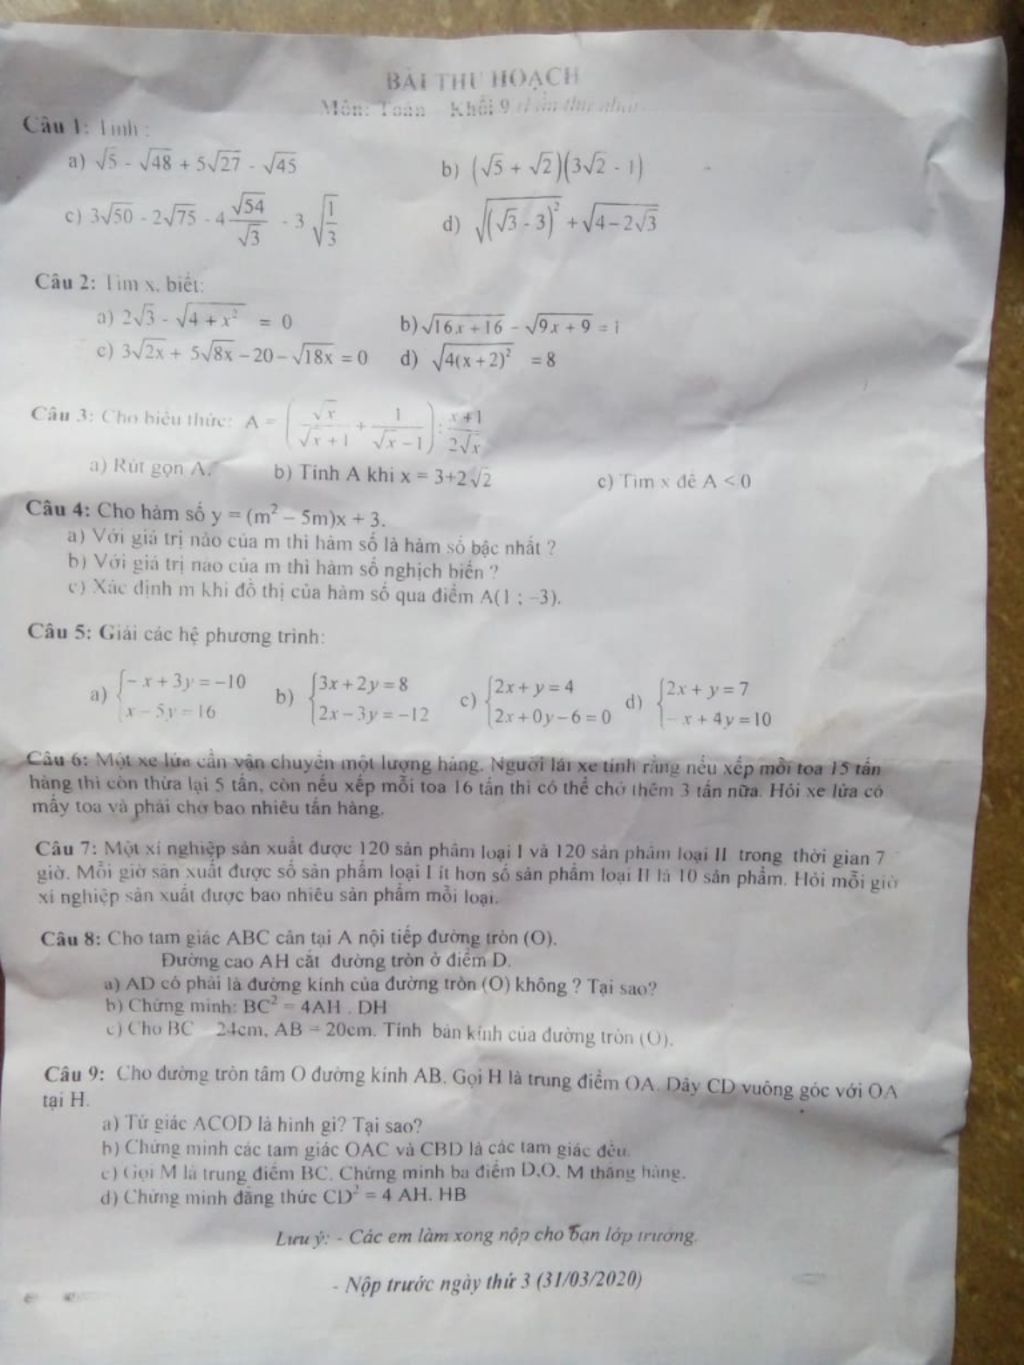 BÀI THU HOẠCH
Môn: Toán - Khối 9
Câu 1: Tính :
a) √5 - √48 + 5√27 - √45 b) (√5 + √2)(3√2 - 1)
c) 3√50 - 2√75 - 4 √54/√3 - 3 √(1/3) d) √((√3 - 3)²) + √(4 - 2√3)
Câu 2: Tìm x, biết:
a) 2√3 - √(4 + x²) = 0 b) √(16x + 16) - √(9x + 9) = 1
c) 3√(2x) + 5√(8x) - 20 - √(18x) = 0 d) √(4(x + 2)²) = 8
Câu 3: Cho biểu thức: A = (√x/(√x + 1) + 1/(√x - 1)) : (x + 1)/(2√x)
a) Rút gọn A. b) Tính A khi x = 3+2√2 c) Tìm x để A < 0
Câu 4: Cho hàm số y = (m² – 5m)x + 3.
a) Với giá trị nào của m thì hàm số là hàm số bậc nhất ?
b) Với giá trị nào của m thì hàm số nghịch biến ?
c) Xác định m khi đồ thị của hàm số qua điểm A(1 ; –3).
Câu 5: Giải các hệ phương trình:
a) {- x + 3y = -10 b) {3x + 2y = 8 c) {2x + y = 4 d) {2x + y = 7
x - 5y = 16 2x - 3y = -12 2x + 0y - 6 = 0 - x + 4y = 10
Câu 6: Một xe lửa cần vận chuyển một lượng hàng. Người lái xe tính rằng nếu xếp mỗi toa 15 tấn
hàng thì còn thừa lại 5 tấn, còn nếu xếp mỗi toa 16 tấn thì có thể chở thêm 3 tấn nữa. Hỏi xe lửa có
mấy toa và phải chở bao nhiêu tấn hàng.
Câu 7: Một xí nghiệp sản xuất được 120 sản phẩm loại I và 120 sản phẩm loại II trong thời gian 7
giờ. Mỗi giờ sản xuất được số sản phẩm loại I ít hơn số sản phẩm loại II là 10 sản phẩm. Hỏi mỗi giờ
xí nghiệp sản xuất được bao nhiêu sản phẩm mỗi loại.
Câu 8: Cho tam giác ABC cân tại A nội tiếp đường tròn (O).
Đường cao AH cắt đường tròn ở điểm D.
a) AD có phải là đường kính của đường tròn (O) không ? Tại sao?
b) Chứng minh: BC² = 4AH . DH
c) Cho BC 24cm, AB = 20cm. Tính bán kính của đường tròn (O).
Câu 9: Cho đường tròn tâm O đường kính AB. Gọi H là trung điểm OA. Dây CD vuông góc với OA
tại H.
a) Tứ giác ACOD là hình gì? Tại sao?
b) Chứng minh các tam giác OAC và CBD là các tam giác đều.
c) Gọi M là trung điểm BC. Chứng minh ba điểm D,O, M thẳng hàng.
d) Chứng minh đẳng thức CD² = 4 AH. HB
Lưu ý: - Các em làm xong nộp cho bạn lớp trưởng.
- Nộp trước ngày thứ 3 (31/03/2020)